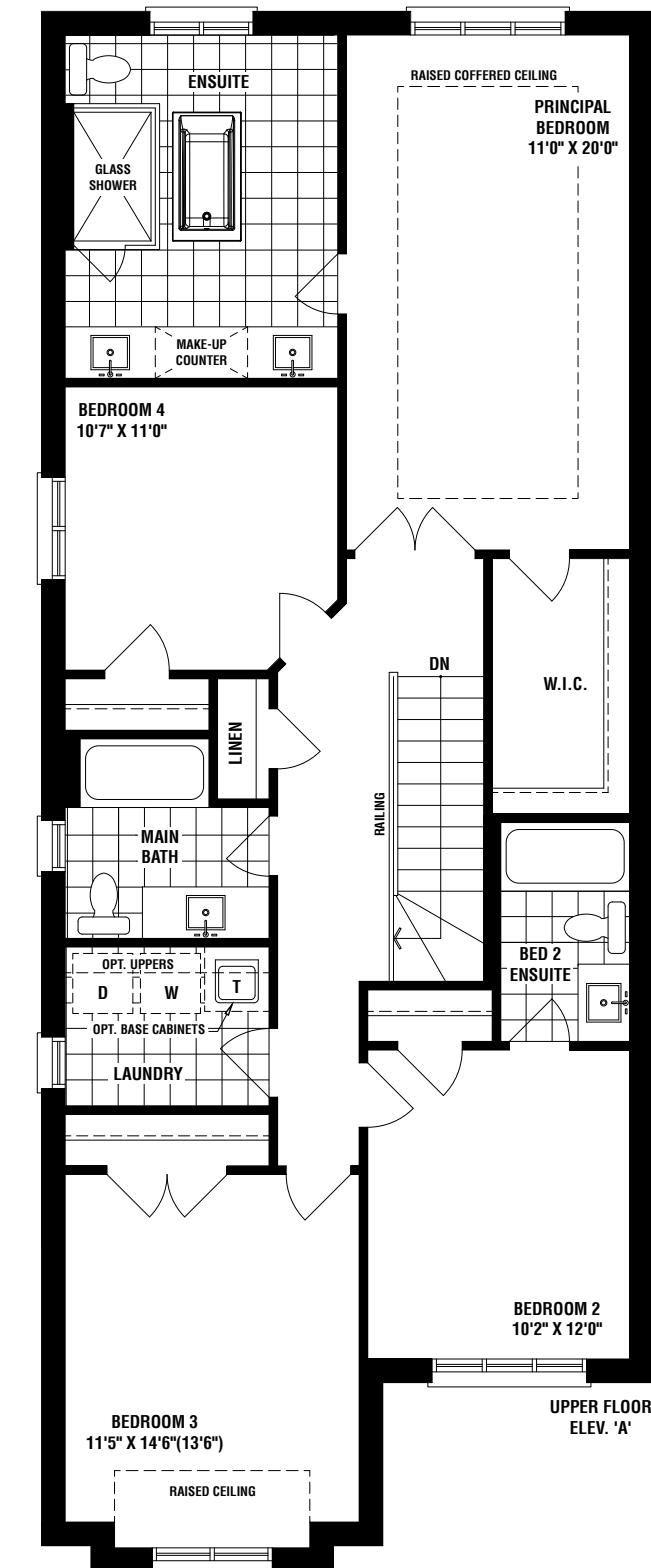 ENSUITE
RAISED COFFERED CEILING
PRINCIPAL
BEDROOM
11'0" X 20'0"
GLASS
SHOWER
MAKE-UP
COUNTER
BEDROOM 4
10'7" X 11'0"
DN
W.I.C.
LINEN
RAILING
MAIN
BATH
BED 2
ENSUITE
OPT. UPPERS
D
W
T
OPT. BASE CABINETS
LAUNDRY
BEDROOM 2
10'2" X 12'0"
UPPER FLOOR
ELEV. 'A'
BEDROOM 3
11'5" X 14'6"(13'6")
RAISED CEILING